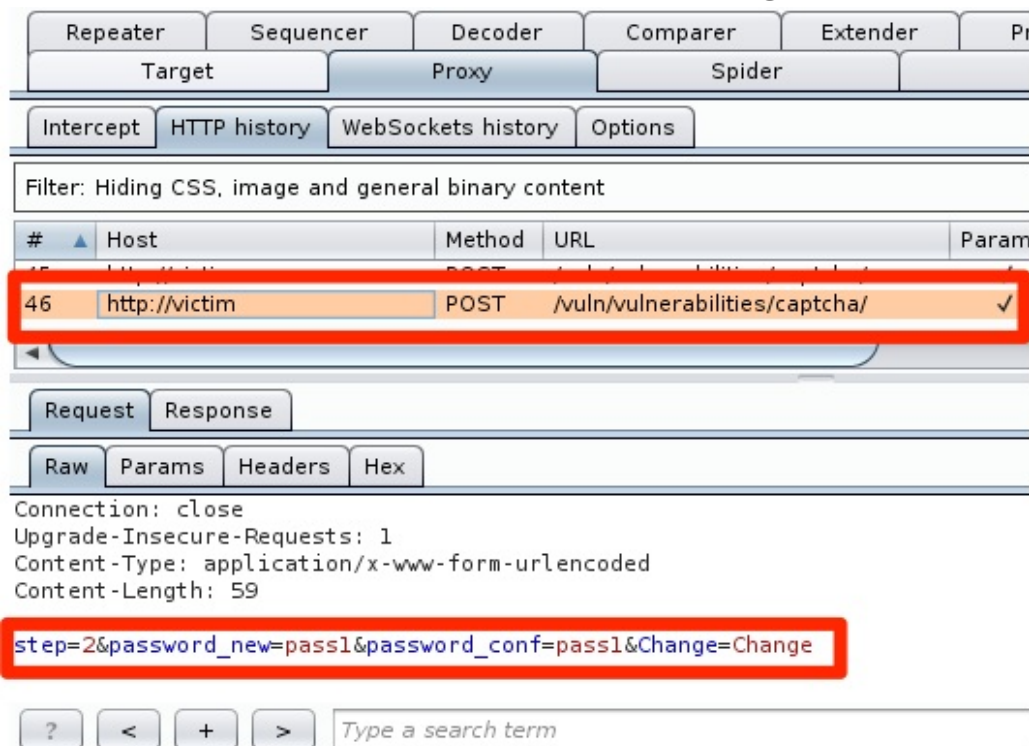 Repeater Sequencer Decoder Comparer Extender Pr
Target Proxy Spider
Intercept HTTP history WebSockets history Options
Filter: Hiding CSS, image and general binary content
# Host Method URL Param
46 http://victim POST /vuln/vulnerabilities/captcha/ ✓
Request Response
Raw Params Headers Hex
Connection: close
Upgrade-Insecure-Requests: 1
Content-Type: application/x-www-form-urlencoded
Content-Length: 59
step=2&password_new=pass1&password_conf=pass1&Change=Change
? < + > Type a search term